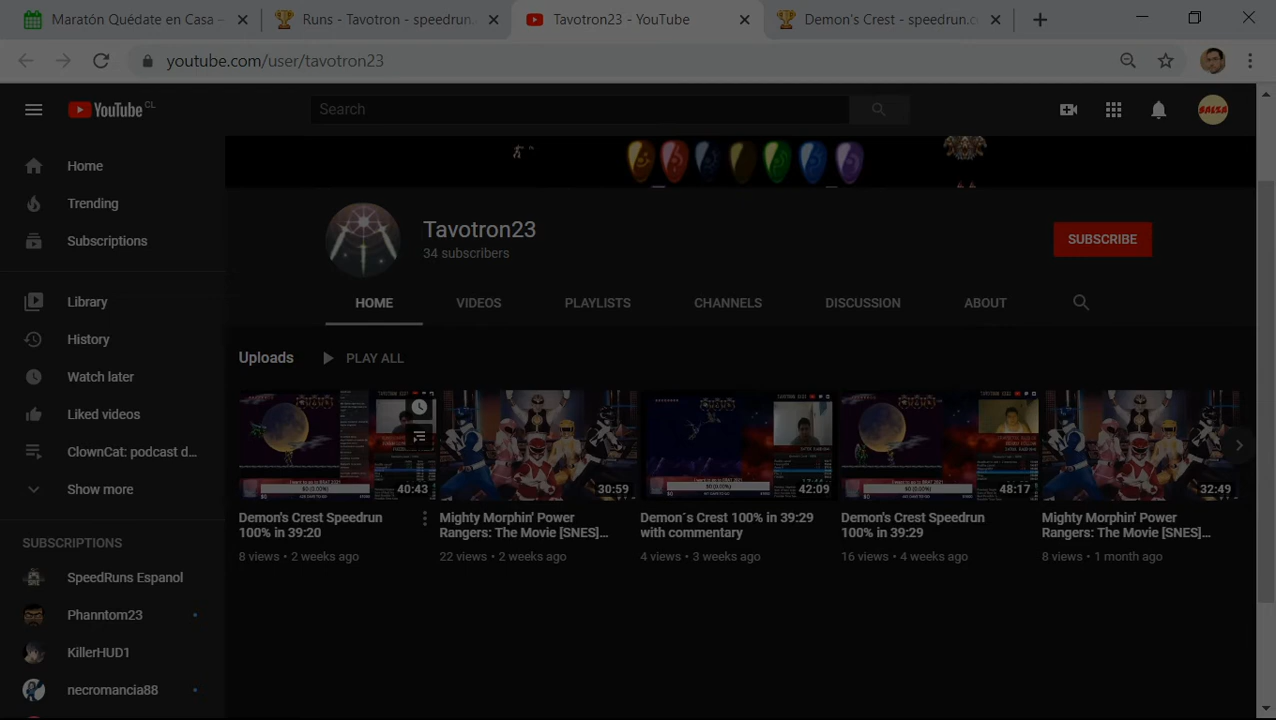 Maratón Quédate en Casa -
Runs - Tavotron - speedrun.
Tavotron23 - YouTube
Demon's Crest - speedrun.c
youtube.com/user/tavotron23
YouTube CL
Search
SALSA
Home
Trending
Subscriptions
Library
History
Watch later
Liked videos
ClownCat: podcast d...
Show more
SUBSCRIPTIONS
SpeedRuns Espanol
Phanntom23
KillerHUD1
necromancia88
Tavotron23
34 subscribers
SUBSCRIBE
HOME VIDEOS PLAYLISTS CHANNELS DISCUSSION ABOUT
Uploads PLAY ALL
40:43
Demon's Crest Speedrun
100% in 39:20
8 views • 2 weeks ago
30:59
Mighty Morphin' Power
Rangers: The Movie [SNES]...
22 views • 2 weeks ago
42:09
Demon´s Crest 100% in 39:29
with commentary
4 views • 3 weeks ago
48:17
Demon's Crest Speedrun
100% in 39:29
16 views • 4 weeks ago
32:49
Mighty Morphin' Power
Rangers: The Movie [SNES]...
8 views • 1 month ago